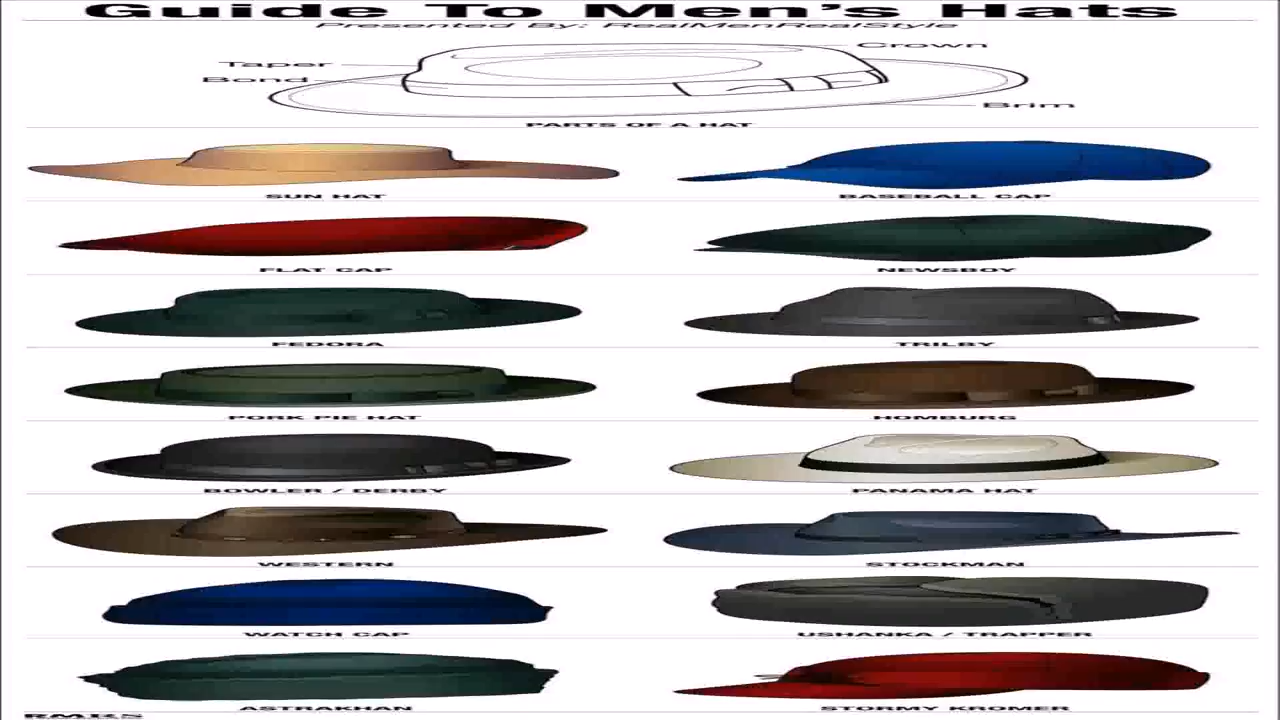 Guide To Men's Hats
Presented By: RealMenRealStyle
Crown
Taper
Bond
Brim
PARTS OF A HAT
SUN HAT
BASEBALL CAP
FLAT CAP
NEWSBOY
FEDORA
TRILBY
PORK PIE HAT
HOMBURG
BOWLER / DERBY
PANAMA HAT
WESTERN
STOCKMAN
WATCH CAP
USHANKA / TRAPPER
ASTRAKHAN
STORMY KROMER
RMRS